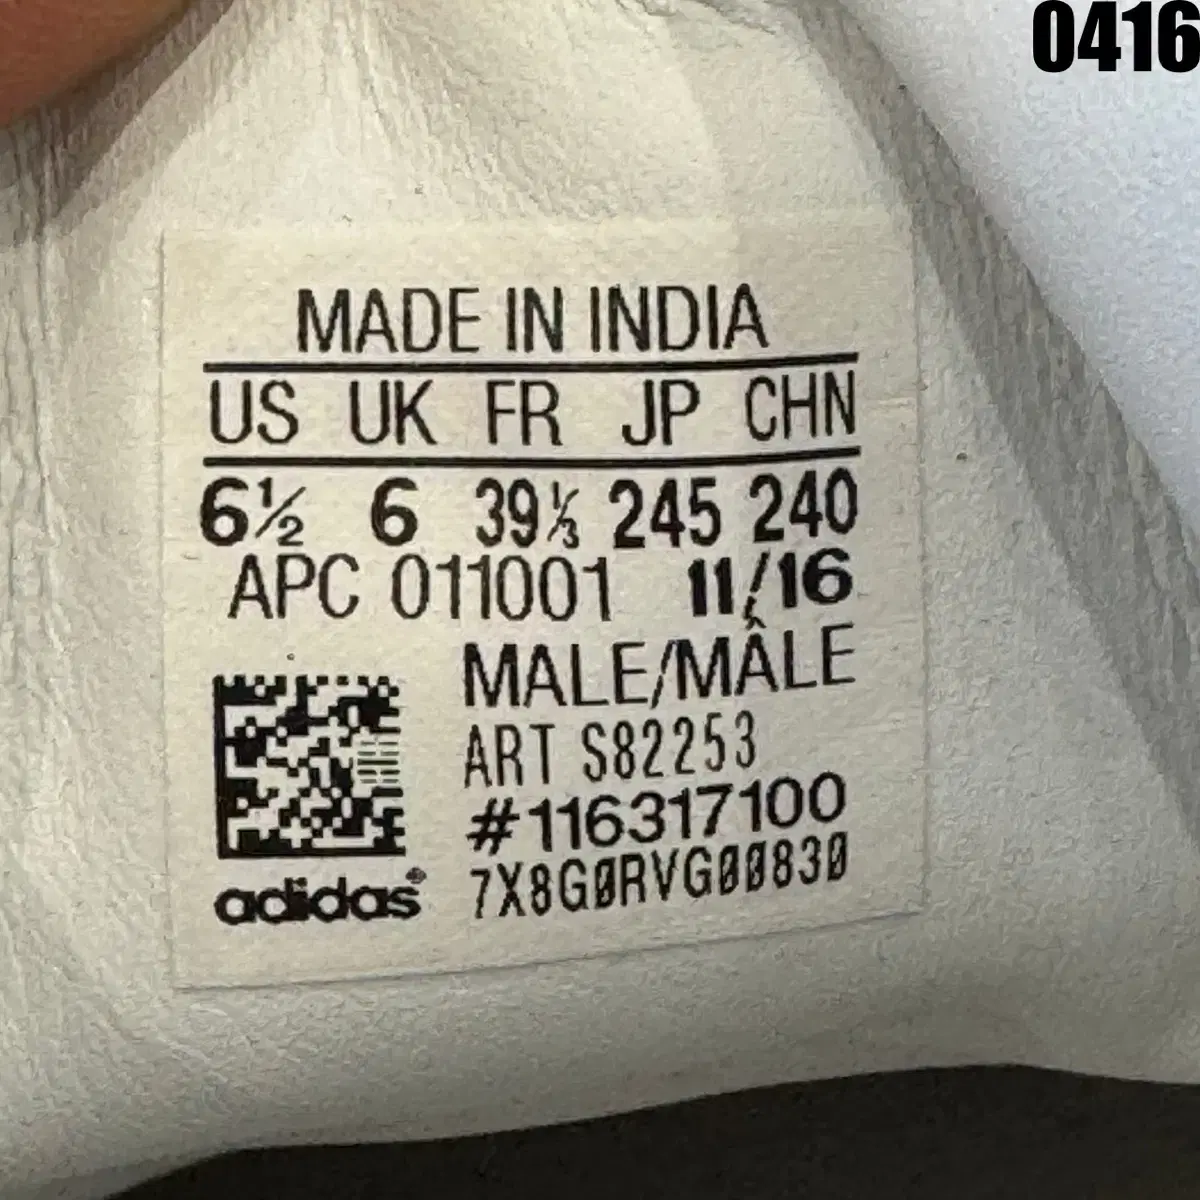 0416
MADE IN INDIA
US UK FR JP CHN
6½ 6 39⅓ 245 240
APC 011001 11/16
MALE/MÂLE
ART S82253
#116317100
7X8G0RVG00830
adidas®